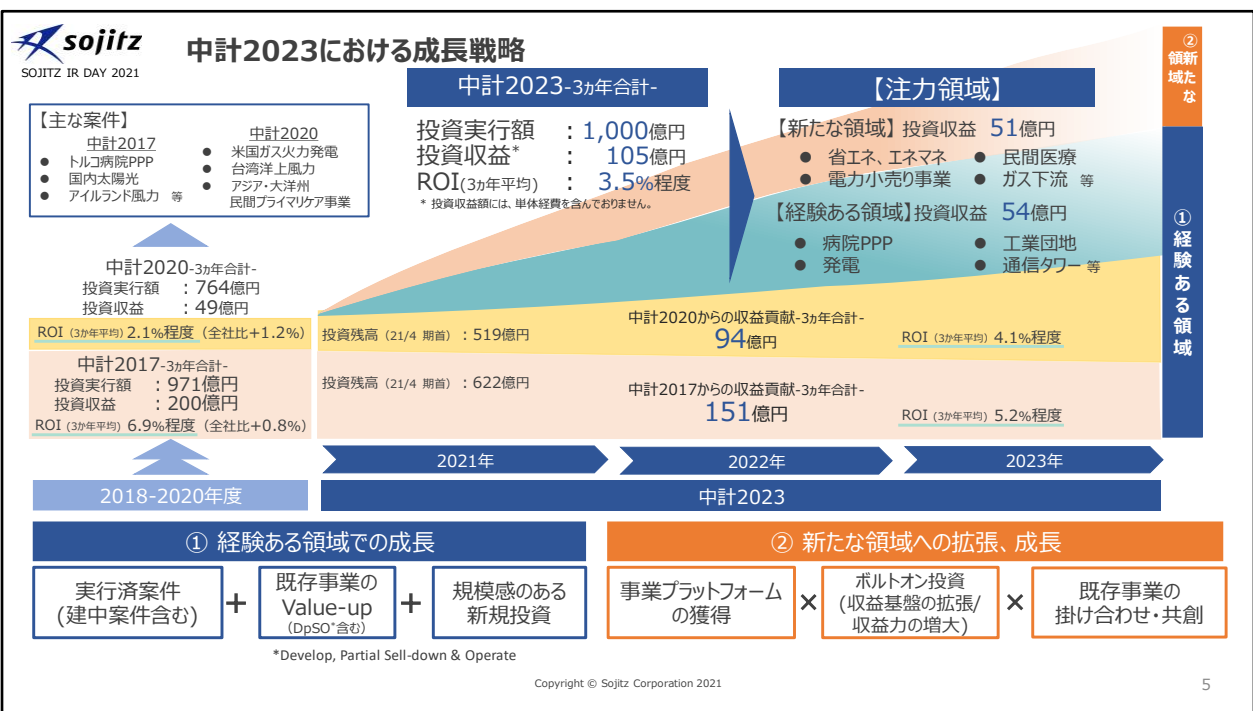 sojitz
SOJITZ IR DAY 2021
中計2023における成長戦略
【主な案件】
中計2017
● トルコ病院PPP
● 国内太陽光
● アイルランド風力 等
中計2020
● 米国ガス火力発電
● 台湾洋上風力
● アジア・大洋州
民間プライマリケア事業
中計2020-3ヵ年合計-
投資実行額 :764億円
投資収益 :49億円
ROI (3か年平均) 2.1%程度 (全社比+1.2%)
中計2017-3ヵ年合計-
投資実行額 :971億円
投資収益 :200億円
ROI (3か年平均) 6.9%程度 (全社比+0.8%)
2018-2020年度
中計2023-3ヵ年合計-
投資実行額 : 1,000億円
投資収益* : 105億円
ROI(3ヵ年平均) : 3.5%程度
* 投資収益額には、単体経費を含んでおりません。
【注力領域】
【新たな領域】投資収益 51億円
● 省エネ、エネマネ ● 民間医療
● 電力小売り事業 ● ガス下流 等
【経験ある領域】投資収益 54億円
● 病院PPP ● 工業団地
● 発電 ● 通信タワー 等
②新たな領域
①経験ある領域
投資残高(21/4 期首):519億円
中計2020からの収益貢献-3ヵ年合計-
94億円
ROI (3か年平均) 4.1%程度
投資残高(21/4 期首):622億円
中計2017からの収益貢献-3ヵ年合計-
151億円
ROI (3か年平均) 5.2%程度
2021年 2022年 2023年
中計2023
① 経験ある領域での成長
実行済案件
(建中案件含む)
+
既存事業の
Value-up
(DpSO*含む)
+
規模感のある
新規投資
*Develop, Partial Sell-down & Operate
② 新たな領域への拡張、成長
事業プラットフォーム
の獲得
×
ボルトオン投資
(収益基盤の拡張/
収益力の増大)
×
既存事業の
掛け合わせ・共創
Copyright © Sojitz Corporation 2021
5